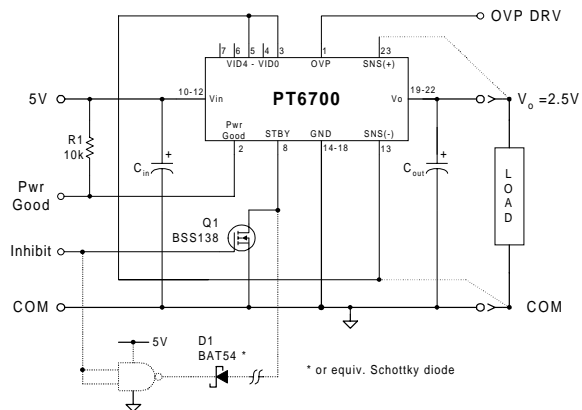 OVP DRV
7 6 5 4 3 1 23
VID4 - VID0 OVP SNS(+)
5V 10-12 Vin PT6700 Vo 19-22 Vo =2.5V
R1
10k
Pwr
Good STBY GND SNS(-)
2 8 14-18 13
Cin + Cout +
LOAD
Pwr
Good
Q1
BSS138
Inhibit
COM COM
5V
D1
BAT54 *
* or equiv. Schottky diode